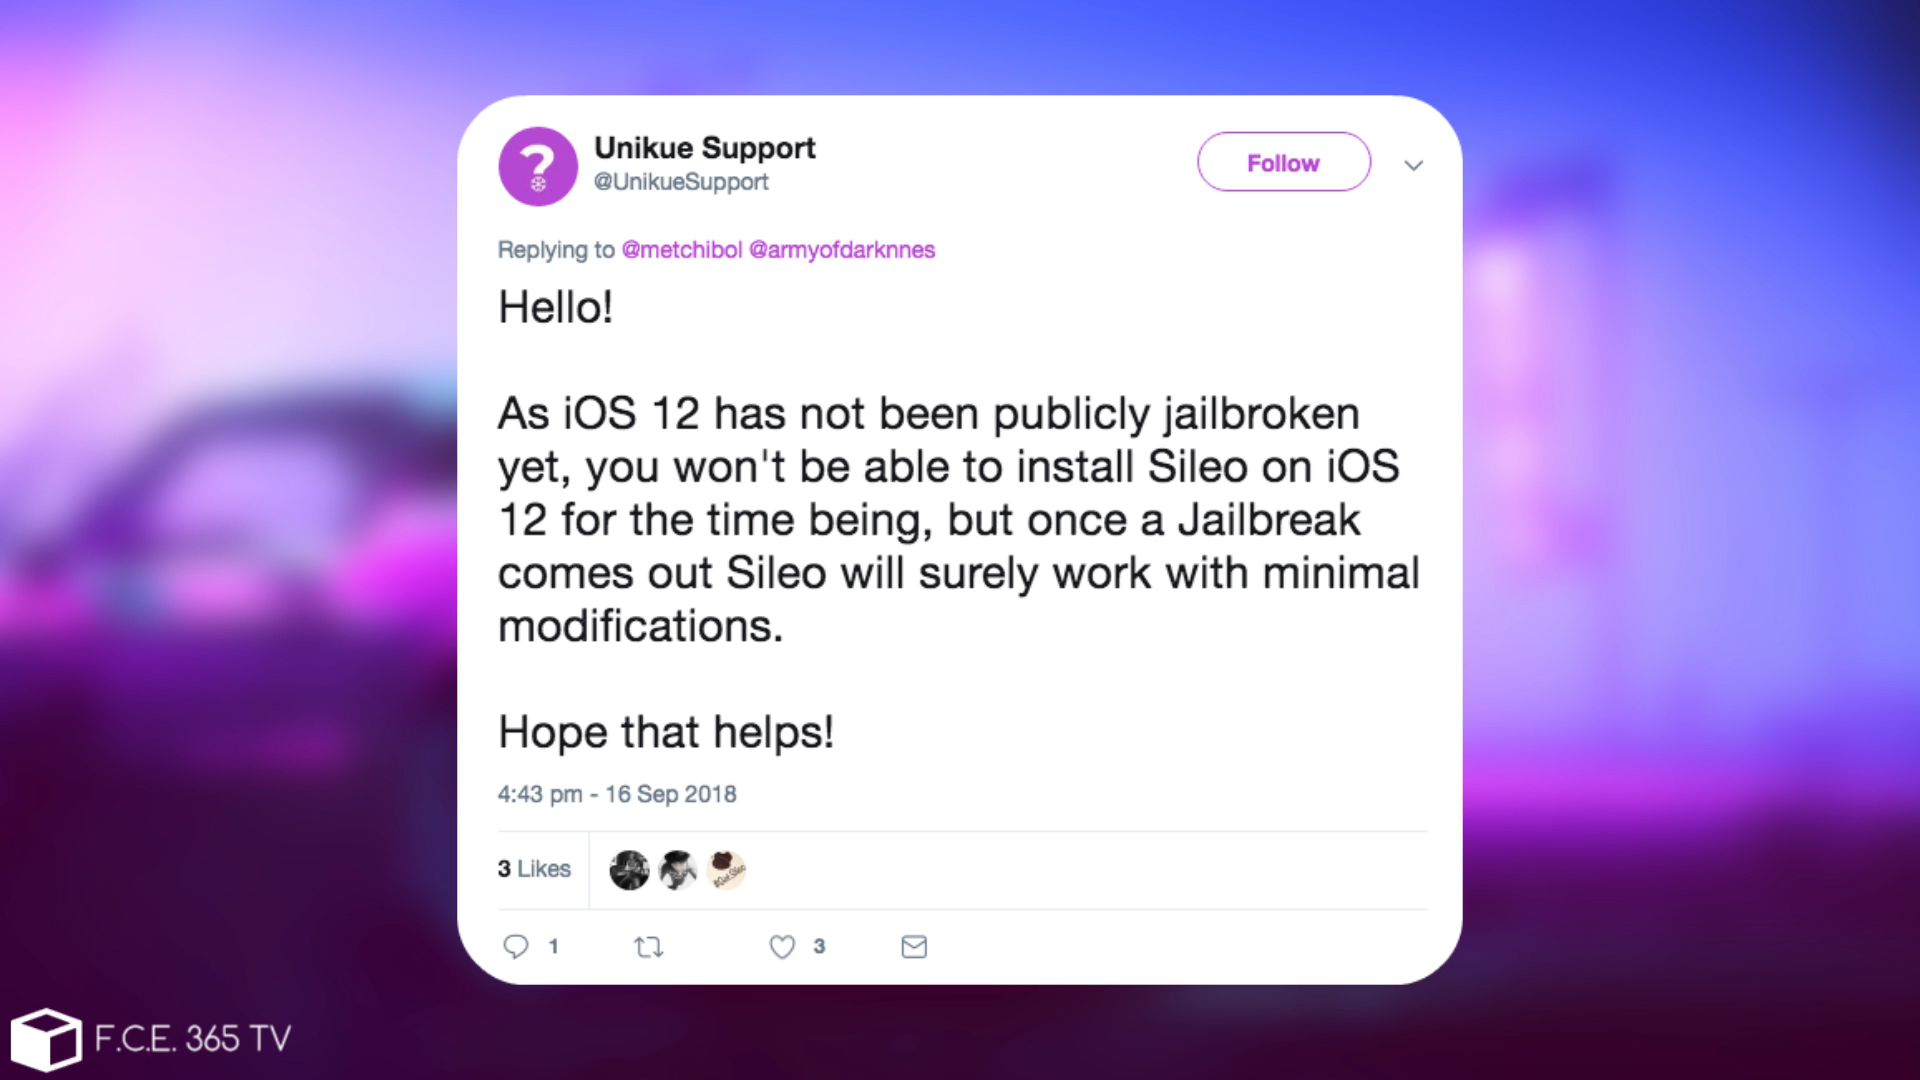 Unikue Support
@UnikueSupport
Follow
Replying to @metchibol @armyofdarknnes
Hello!
As iOS 12 has not been publicly jailbroken
yet, you won't be able to install Sileo on iOS
12 for the time being, but once a Jailbreak
comes out Sileo will surely work with minimal
modifications.
Hope that helps!
4:43 pm - 16 Sep 2018
3 Likes
1
3
F.C.E. 365 TV